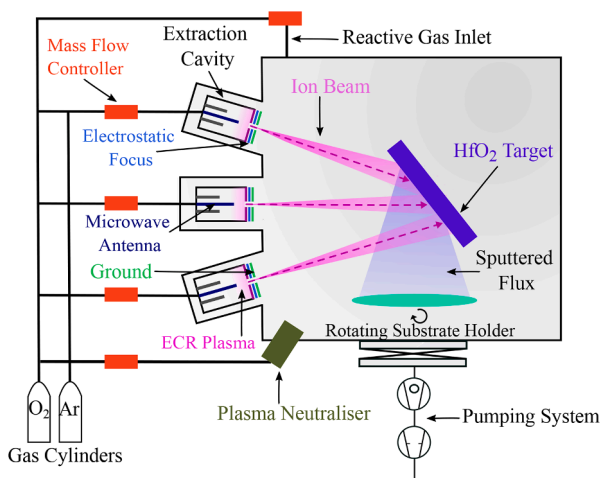 Extraction
Cavity
Reactive Gas Inlet
Mass Flow
Controller
Ion Beam
Electrostatic
Focus
HfO2 Target
Microwave
Antenna
Ground
Sputtered
Flux
Rotating Substrate Holder
ECR Plasma
Plasma Neutraliser
Pumping System
O2
Ar
Gas Cylinders